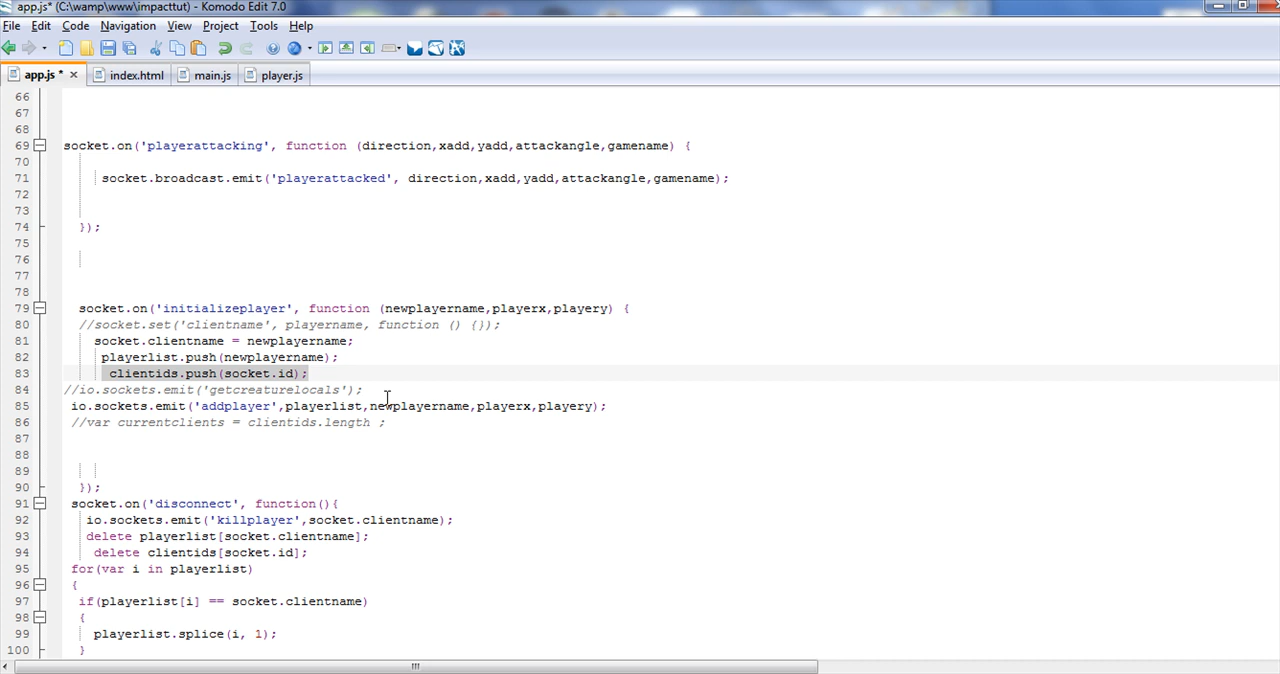 app.js* (C:\wamp\www\impacttut) - Komodo Edit 7.0
File Edit Code Navigation View Project Tools Help
app.js * index.html main.js player.js
66
67
68
69 socket.on('playerattacking', function (direction,xadd,yadd,attackangle,gamename) {
70
71 socket.broadcast.emit('playerattacked', direction,xadd,yadd,attackangle,gamename);
72
73
74 });
75
76
77
78
79 socket.on('initializeplayer', function (newplayername,playerx,playery) {
80 //socket.set('clientname', playername, function () {});
81 socket.clientname = newplayername;
82 playerlist.push(newplayername);
83 clientids.push(socket.id);
84 //io.sockets.emit('getcreaturelocals');
85 io.sockets.emit('addplayer',playerlist,newplayername,playerx,playery);
86 //var currentclients = clientids.length ;
87
88
89
90 });
91 socket.on('disconnect', function(){
92 io.sockets.emit('killplayer',socket.clientname);
93 delete playerlist[socket.clientname];
94 delete clientids[socket.id];
95 for(var i in playerlist)
96 {
97 if(playerlist[i] == socket.clientname)
98 {
99 playerlist.splice(i, 1);
100 }